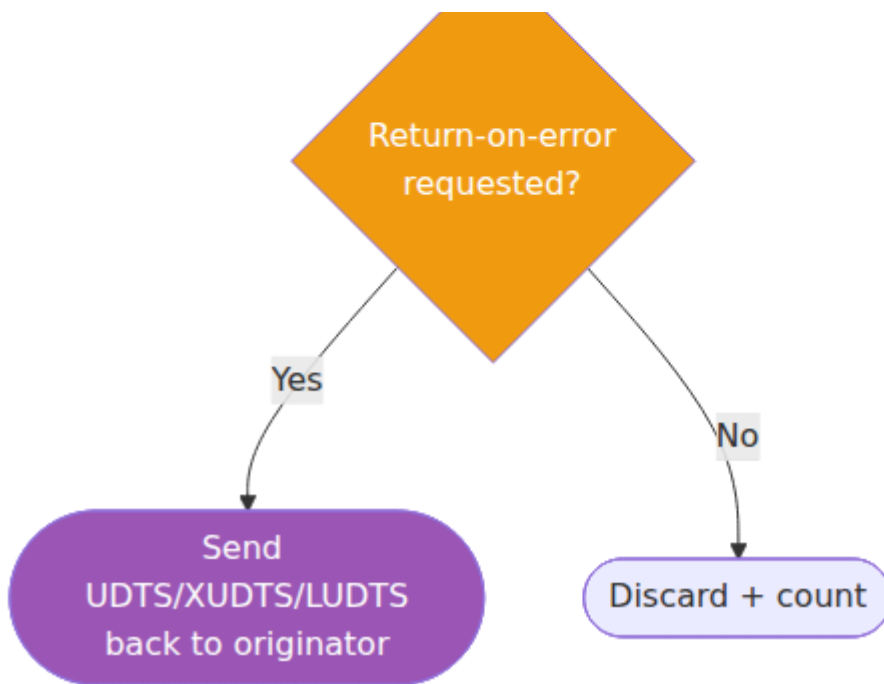 Return-on-error
requested?
Yes
No
Send
UDTS/XUDTS/LUDTS
back to originator
Discard + count